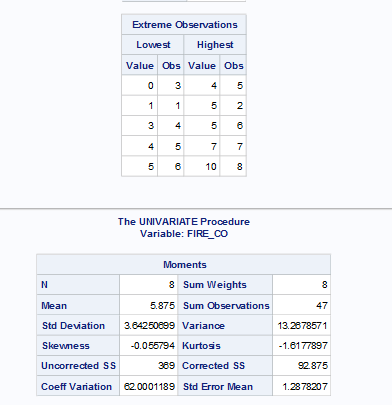 Extreme Observations
Lowest Highest
Value Obs Value Obs
0 3 4 5
1 1 5 2
3 4 5 6
4 5 7 7
5 6 10 8
The UNIVARIATE Procedure
Variable: FIRE_CO
Moments
N 8 Sum Weights 8
Mean 5.875 Sum Observations 47
Std Deviation 3.64250699 Variance 13.2678571
Skewness -0.055794 Kurtosis -1.6177897
Uncorrected SS 369 Corrected SS 92.875
Coeff Variation 62.0001189 Std Error Mean 1.2878207